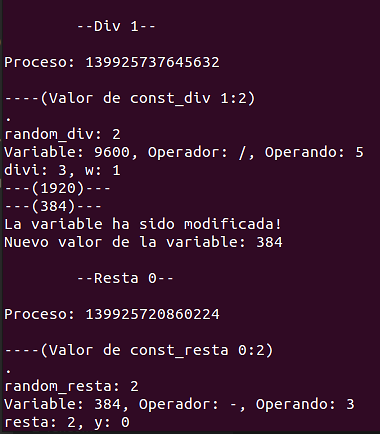 --Div 1--
Proceso: 139925737645632
----(Valor de const_div 1:2)
.
random_div: 2
Variable: 9600, Operador: /, Operando: 5
divi: 3, w: 1
---(1920)---
---(384)---
La variable ha sido modificada!
Nuevo valor de la variable: 384
--Resta 0--
Proceso: 139925720860224
----(Valor de const_resta 0:2)
.
random_resta: 2
Variable: 384, Operador: -, Operando: 3
resta: 2, y: 0